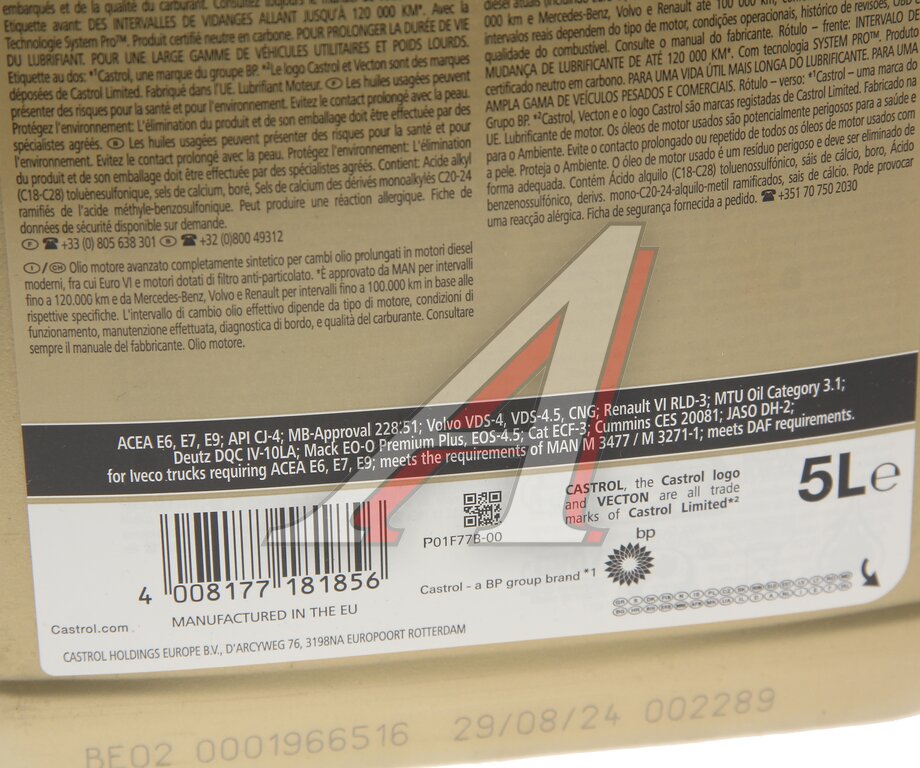 embarqués et de la qualité du carburant. Consultez toujours le
Étiquette avant: DES INTERVALLES DE VIDANGES ALLANT JUSQU'À 120 000 KM*. Avec la
Technologie System Pro™. Produit certifié neutre en carbone. POUR PROLONGER LA DURÉE DE VIE
DU LUBRIFIANT. POUR UNE LARGE GAMME DE VÉHICULES UTILITAIRES ET POIDS LOURDS.
Étiquette au dos: *¹Castrol, une marque du groupe BP. *²Le logo Castrol et Vecton sont des marques
déposées de Castrol Limited. Fabriqué dans l'UE. Lubrifiant Moteur. Ⓕ Les huiles usagées peuvent
présenter des risques pour la santé et pour l'environnement. Evitez le contact prolongé avec la peau.
Protégez l'environnement: L'élimination du produit et de son emballage doit être effectuée par des
spécialistes agréés. Ⓑ Les huiles usagées peuvent présenter des risques pour la santé et pour
l'environnement. Evitez le contact prolongé avec la peau. Protégez l'environnement: L'élimination
du produit et de son emballage doit être effectuée par des spécialistes agréés. Contient: Acide alkyl
(C18-C28) toluènesulfonique, sels de calcium, boré, Sels de calcium des dérivés monoalkylés C20-24
ramifiés de l'acide méthyle-benzosulfonique. Peut produire une réaction allergique. Fiche de
données de sécurité disponible sur demande.
Ⓕ ☎ +33 (0) 805 638 301 Ⓑ ☎ +32 (0)800 49312
Ⓘ/CH Olio motore avanzato completamente sintetico per cambi olio prolungati in motori diesel
moderni, fra cui Euro VI e motori dotati di filtro anti-particolato. *È approvato da MAN per intervalli
fino a 120.000 km e da Mercedes-Benz, Volvo e Renault per intervalli fino a 100.000 km in base alle
rispettive specifiche. L'intervallo di cambio olio effettivo dipende da tipo di motore, condizioni di
funzionamento, manutenzione effettuata, diagnostica di bordo, e qualità del carburante. Consultare
sempre il manuale del fabbricante. Olio motore.
km e Mercedes-Benz, Volvo e Renault até 100 000 km,
intervalos reais dependem do tipo de motor, condições operacionais, histórico de revisões,
qualidade do combustível. Consulte o manual do fabricante. Rótulo – frente: INTERVALO DE
MUDANÇA DE LUBRIFICANTE DE ATÉ 120 000 KM*. Com tecnologia SYSTEM PRO™, Produto
certificado neutro em carbono. PARA UMA VIDA ÚTIL MAIS LONGA DO LUBRIFICANTE. PARA UMA
AMPLA GAMA DE VEÍCULOS PESADOS E COMERCIAIS. Rótulo – verso: *¹Castrol – uma marca do
Grupo BP. *²Castrol, Vecton e o logo Castrol são marcas registadas de Castrol Limited. Fabricado na
UE. Lubrificante de motor. Os óleos de motor usados são potencialmente perigosos para a saúde e
para o Ambiente. Evite o contacto prolongado ou repetido de todos os óleos de motor usados com
a pele. Proteja o Ambiente. O óleo de motor usado é um resíduo perigoso e deve ser eliminado de
forma adequada. Contém Ácido alquilo (C18-C28) toluenossulfónico, sais de cálcio, boro, Ácido
benzenossulfónico, derivs. mono-C20-24-alquilo-metil ramificados, sais de cálcio. Pode provocar
uma reacção alérgica. Ficha de segurança fornecida a pedido. ☎ +351 70 750 2030
ACEA E6, E7, E9; API CJ-4; MB-Approval 228.51; Volvo VDS-4, VDS-4.5, CNG; Renault VI RLD-3; MTU Oil Category 3.1;
Deutz DQC IV-10LA; Mack EO-O Premium Plus, EOS-4.5; Cat ECF-3; Cummins CES 20081; JASO DH-2;
for Iveco trucks requiring ACEA E6, E7, E9; meets the requirements of MAN M 3477 / M 3271-1; meets DAF requirements.
CASTROL, the Castrol logo
and VECTON are all trade
marks of Castrol Limited*²
5L℮
P01F77B-00
bp
4 008177 181856
Castrol - a BP group brand *1
MANUFACTURED IN THE EU
Castrol.com
CASTROL HOLDINGS EUROPE B.V., D'ARCYWEG 76, 3198NA EUROPOORT ROTTERDAM
BE02 0001966516 29/08/24 002289